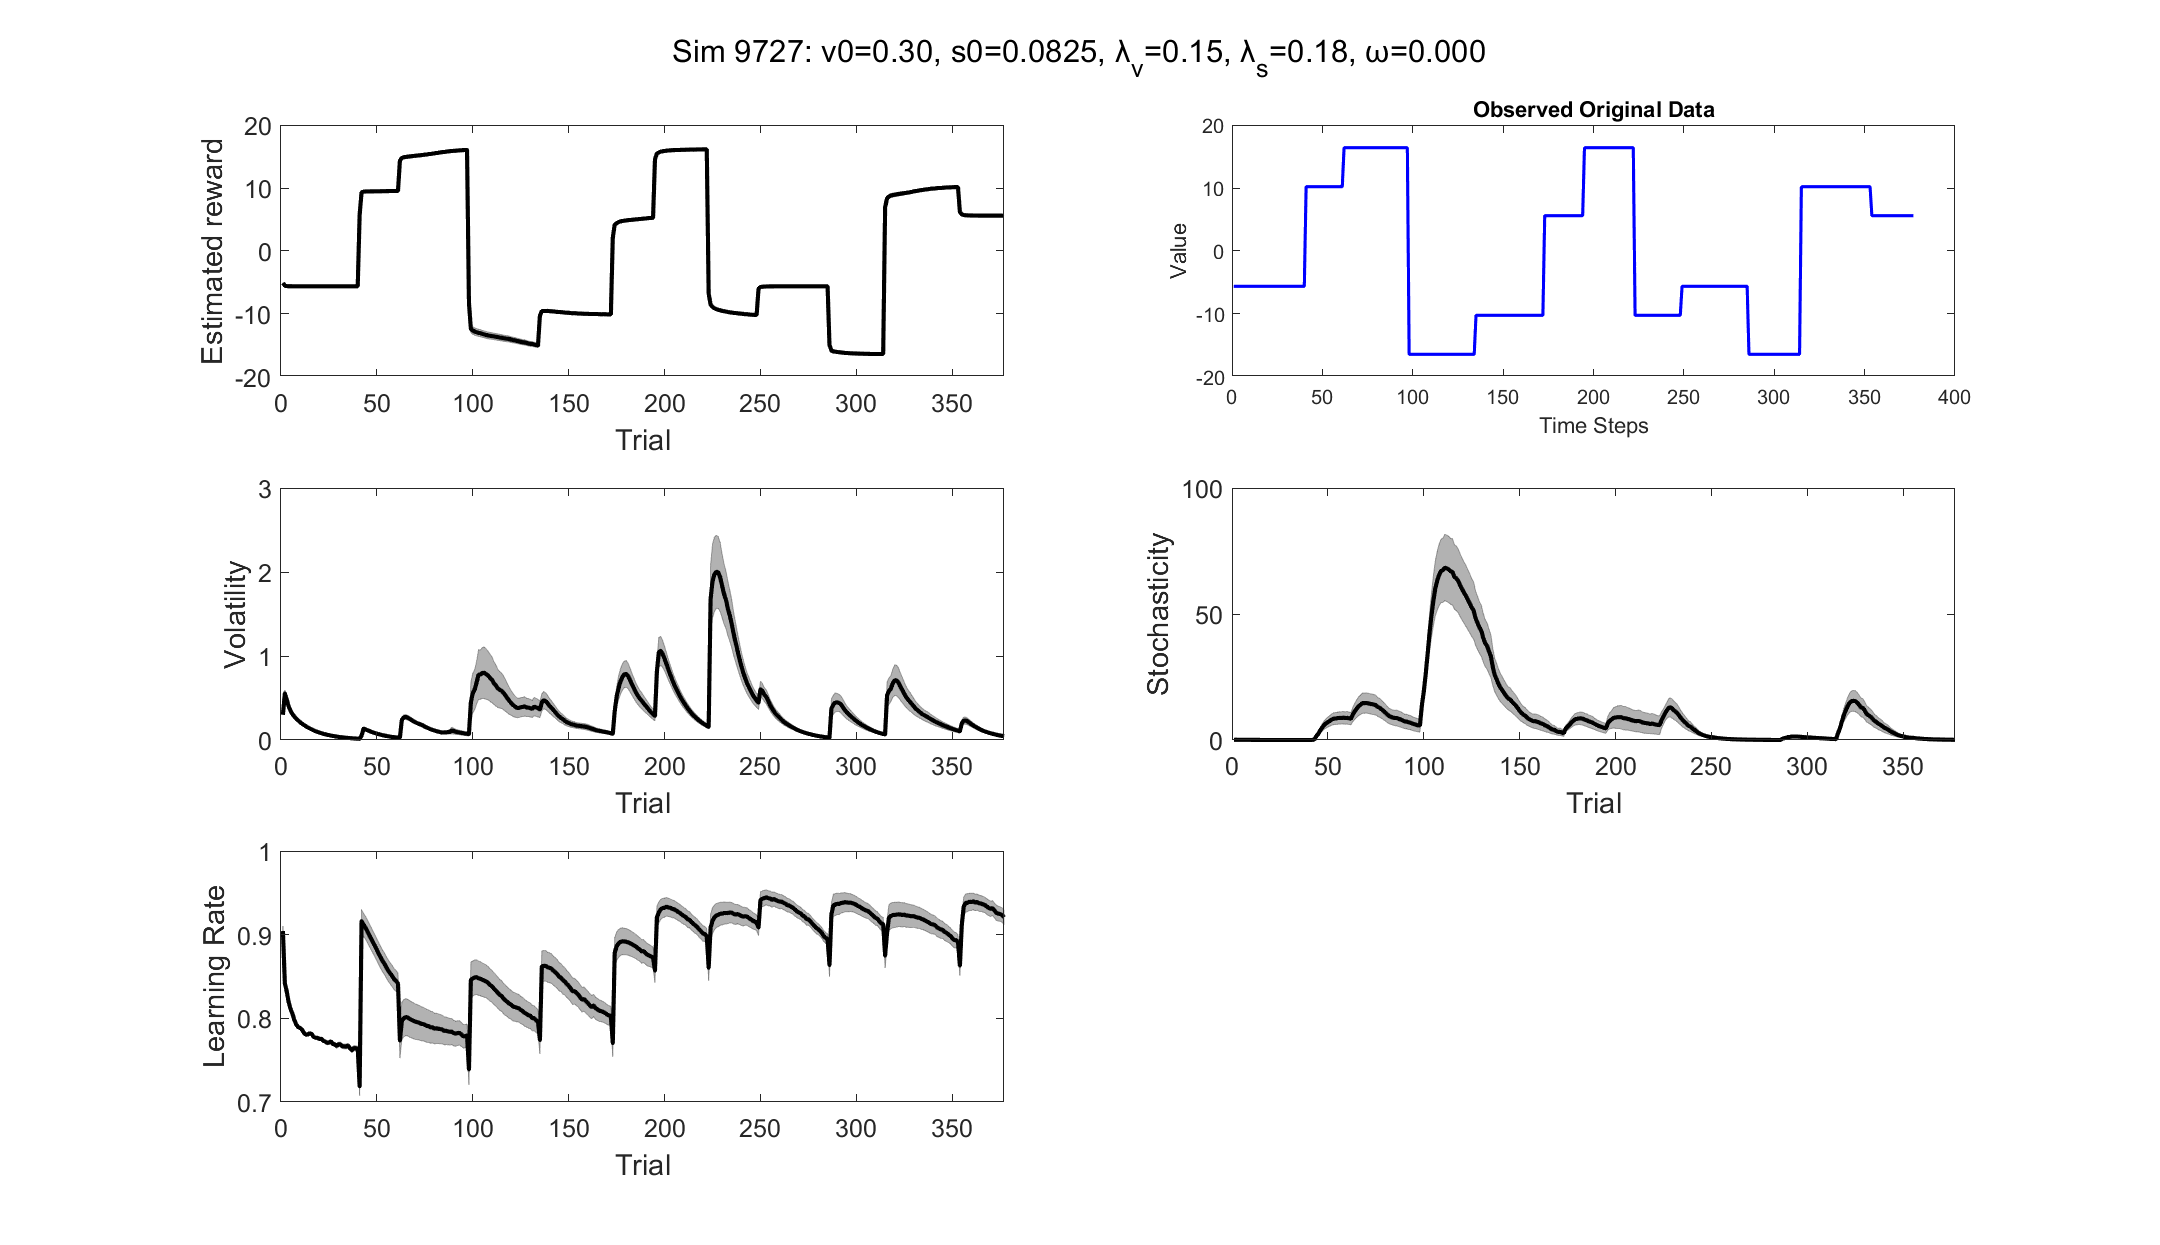 Sim 9727: v0=0.30, s0=0.0825, λ_v=0.15, λ_s=0.18, ω=0.000
Estimated reward
20
10
0
-10
-20
0 50 100 150 200 250 300 350
Trial
Observed Original Data
Value
20
10
0
-10
-20
0 50 100 150 200 250 300 350 400
Time Steps
Volatility
3
2
1
0
0 50 100 150 200 250 300 350
Trial
Stochasticity
100
50
0
0 50 100 150 200 250 300 350
Trial
Learning Rate
1
0.9
0.8
0.7
0 50 100 150 200 250 300 350
Trial